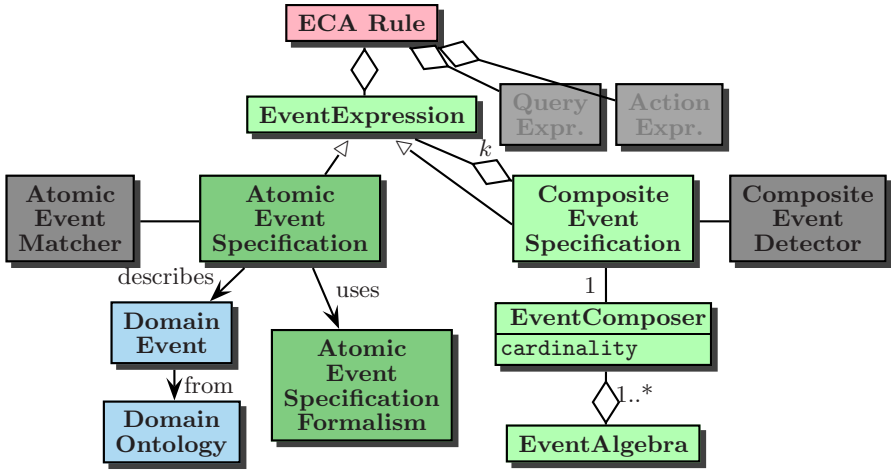 ECA Rule
EventExpression
Query
Expr.
Action
Expr.
k
Atomic
Event
Matcher
Atomic
Event
Specification
Composite
Event
Specification
Composite
Event
Detector
describes
uses
1
Domain
Event
Atomic
Event
Specification
Formalism
EventComposer
cardinality
from
1..*
Domain
Ontology
EventAlgebra